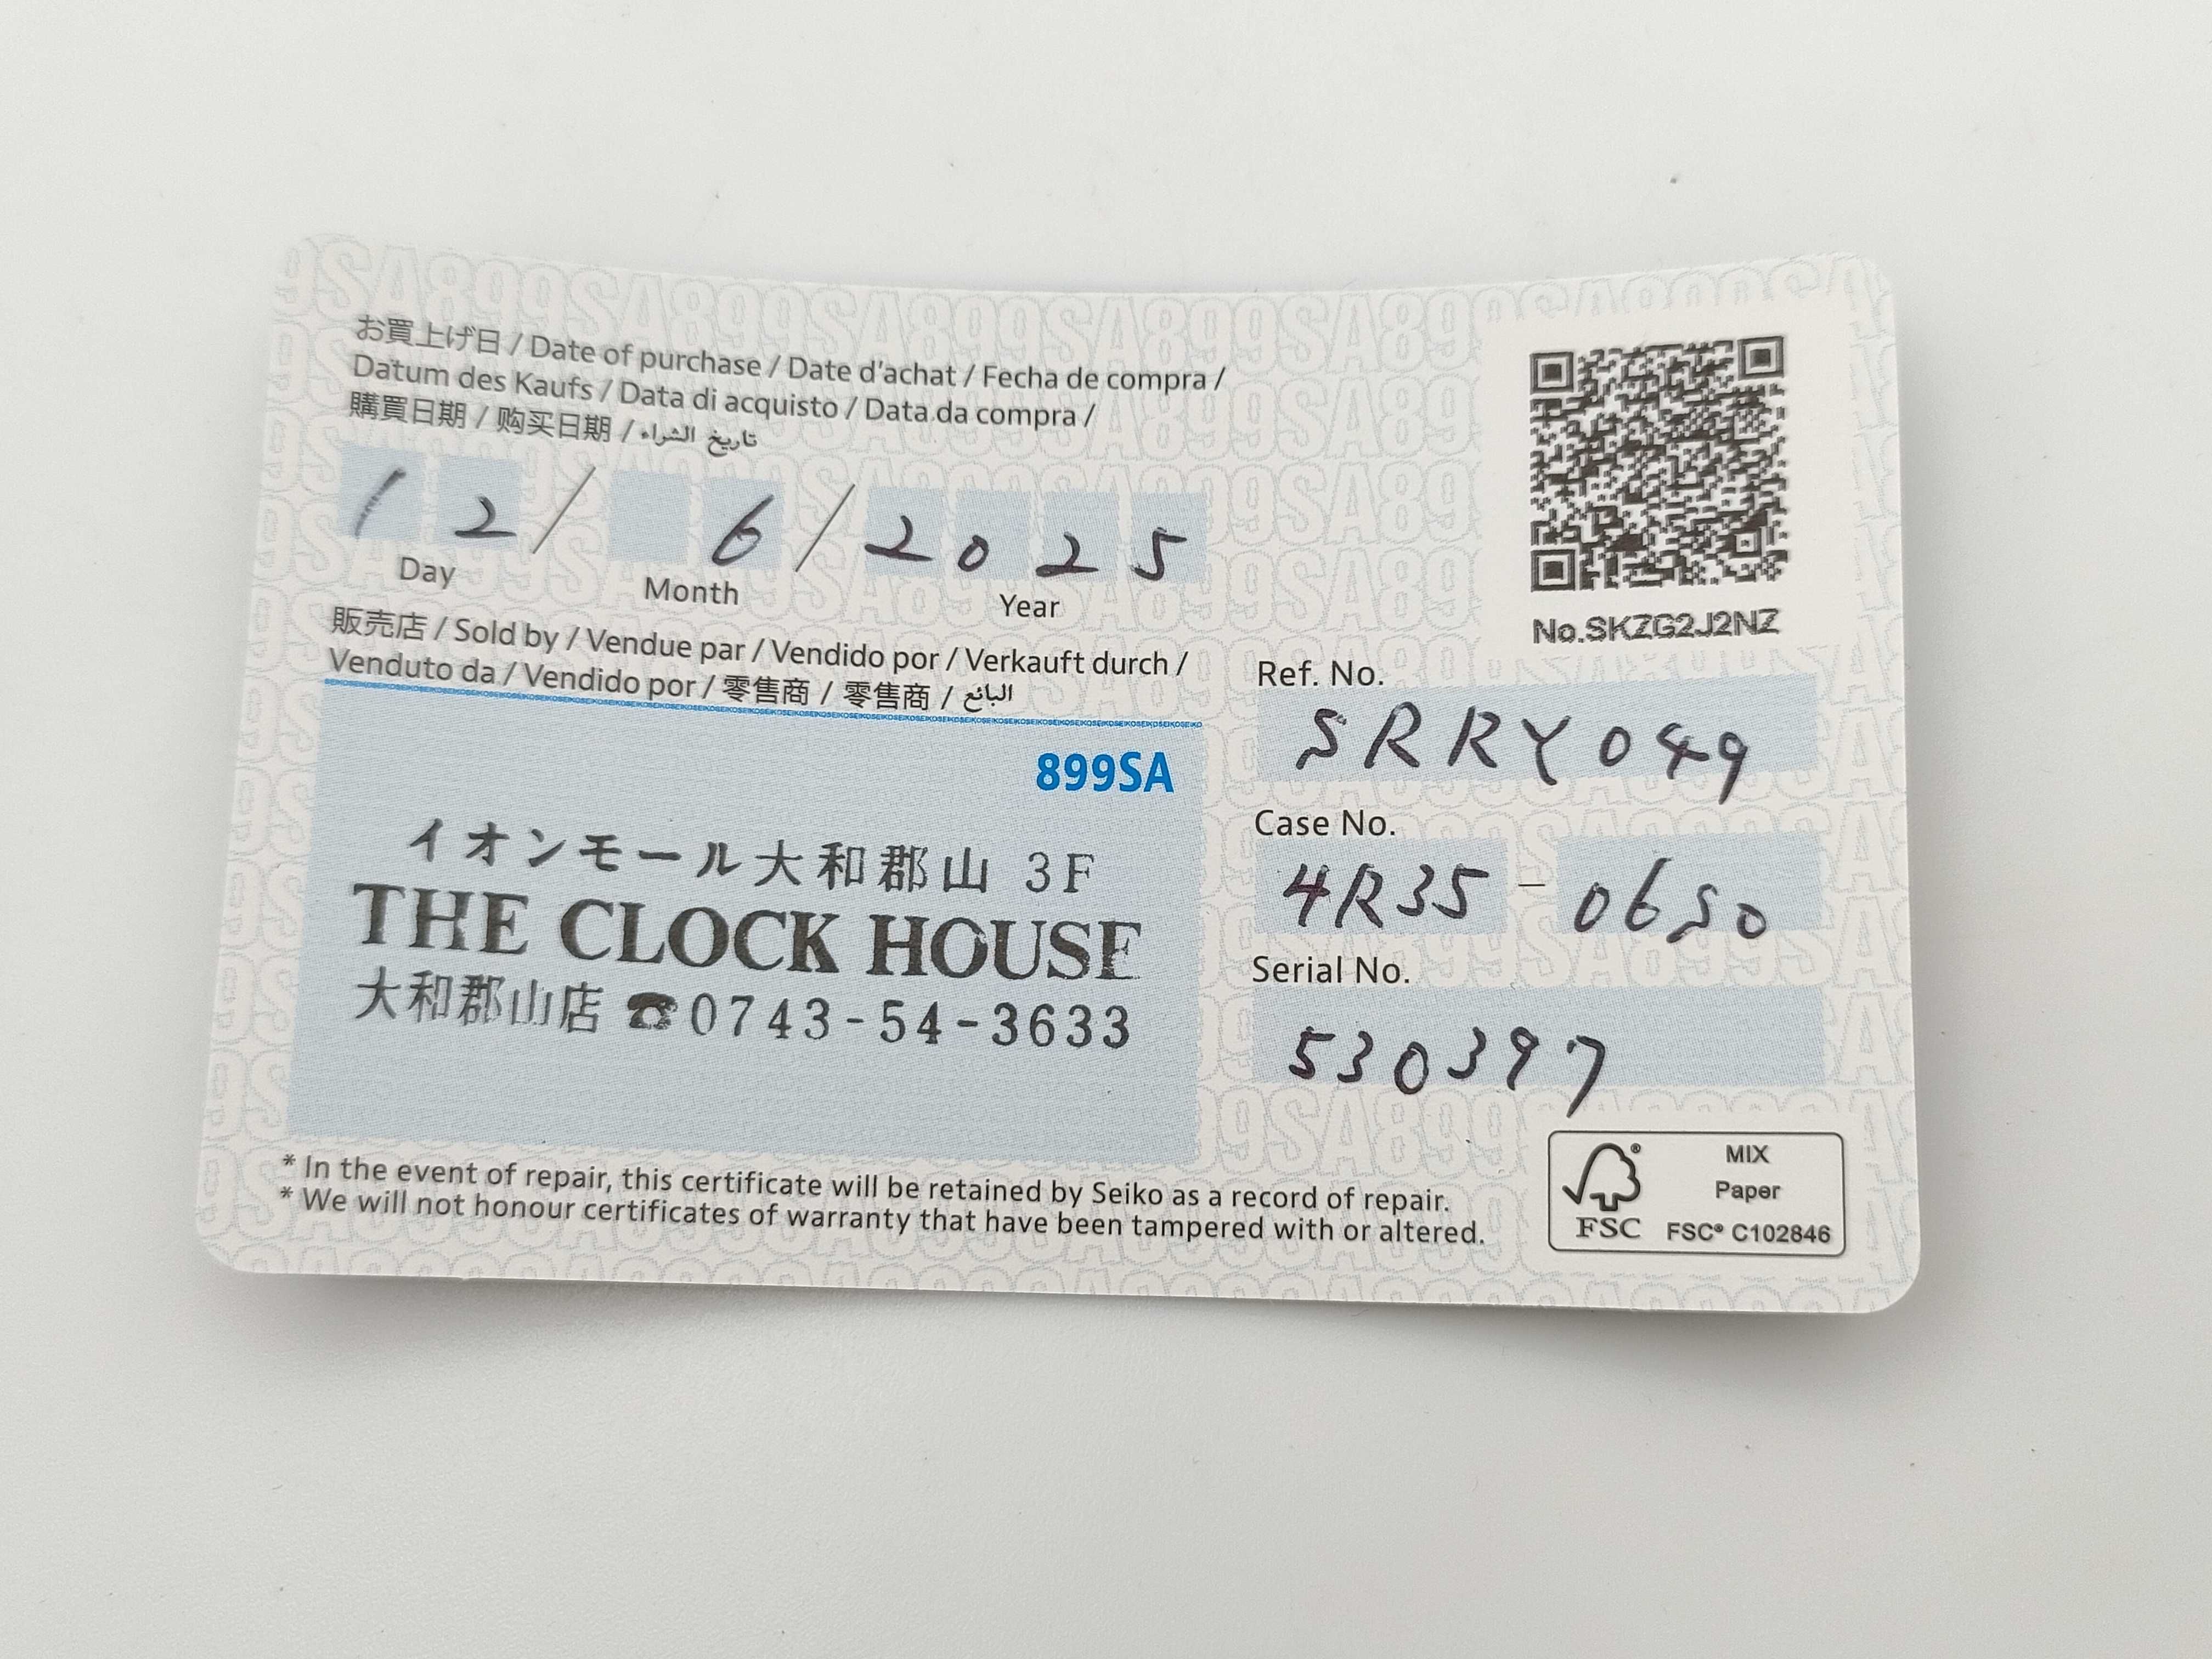 お買上げ日 / Date of purchase / Date d'achat / Fecha de compra /
Datum des Kaufs / Data di acquisto / Data da compra /
購買日期 / 购买日期 / تاريخ الشراء
12 / 6 / 2025
Day Month Year
販売店 / Sold by / Vendue par / Vendido por / Verkauft durch /
Venduto da / Vendido por / 零售商 / 零售商 / البائع
899SA
イオンモール大和郡山 3F
THE CLOCK HOUSE
大和郡山店 ☎0743-54-3633
No.SKZG2J2NZ
Ref. No.
SRRY049
Case No.
4R35 - 06S0
Serial No.
530397
* In the event of repair, this certificate will be retained by Seiko as a record of repair.
* We will not honour certificates of warranty that have been tampered with or altered.
FSC®
MIX
Paper
FSC® C102846